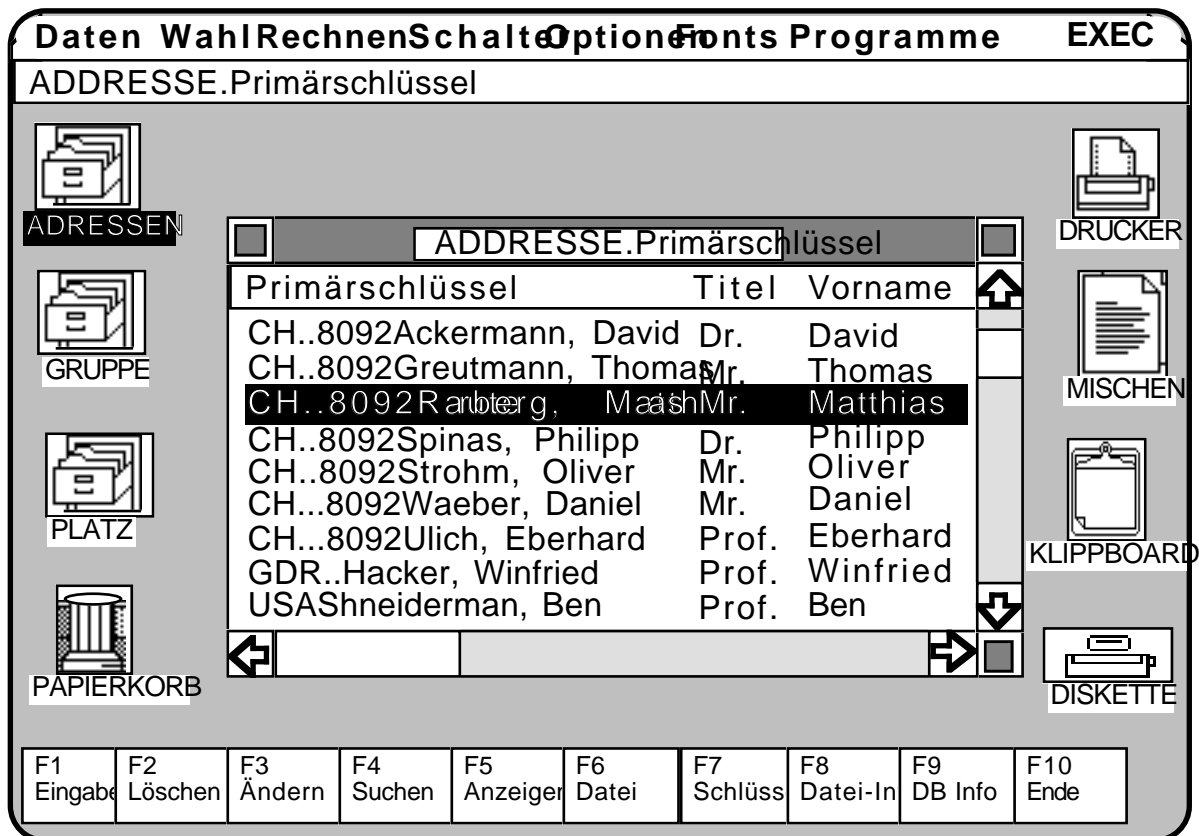 Daten Wahl Rechnen Schalter Optionen Fonts Programme EXEC
ADDRESSE.Primärschlüssel
ADRESSEN
GRUPPE
PLATZ
PAPIERKORB
ADDRESSE.Primärschlüssel
Primärschlüssel Titel Vorname
CH..8092Ackermann, David Dr. David
CH..8092Greutmann, Thomas Mr. Thomas
CH..8092Rauterberg, Matthias Mr. Matthias
CH..8092Spinas, Philipp Dr. Philipp
CH..8092Strohm, Oliver Mr. Oliver
CH...8092Waeber, Daniel Mr. Daniel
CH...8092Ulich, Eberhard Prof. Eberhard
GDR..Hacker, Winfried Prof. Winfried
USAShneiderman, Ben Prof. Ben
DRUCKER
MISCHEN
KLIPPBOARD
DISKETTE
F1 F2 F3 F4 F5 F6 F7 F8 F9 F10
Eingabe Löschen Ändern Suchen Anzeigen Datei Schlüss Datei-In DB Info Ende